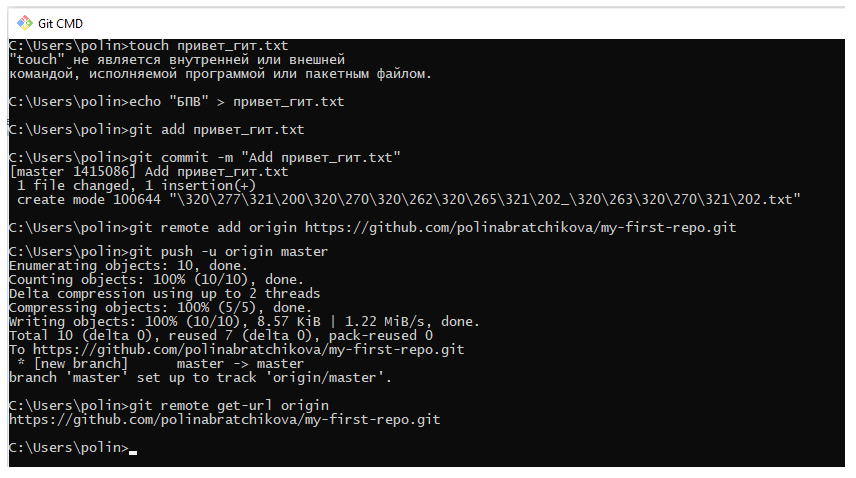 Git CMD
C:\Users\polin>touch привет_гит.txt
"touch" не является внутренней или внешней
командой, исполняемой программой или пакетным файлом.
C:\Users\polin>echo "БПВ" > привет_гит.txt
C:\Users\polin>git add привет_гит.txt
C:\Users\polin>git commit -m "Add привет_гит.txt"
[master 1415086] Add привет_гит.txt
1 file changed, 1 insertion(+)
create mode 100644 "\320\277\321\200\320\270\320\262\320\265\321\202_\320\263\320\270\321\202.txt"
C:\Users\polin>git remote add origin https://github.com/polinabratchikova/my-first-repo.git
C:\Users\polin>git push -u origin master
Enumerating objects: 10, done.
Counting objects: 100% (10/10), done.
Delta compression using up to 2 threads
Compressing objects: 100% (5/5), done.
Writing objects: 100% (10/10), 8.57 KiB | 1.22 MiB/s, done.
Total 10 (delta 0), reused 7 (delta 0), pack-reused 0
To https://github.com/polinabratchikova/my-first-repo.git
* [new branch]      master -> master
branch 'master' set up to track 'origin/master'.
C:\Users\polin>git remote get-url origin
https://github.com/polinabratchikova/my-first-repo.git
C:\Users\polin>